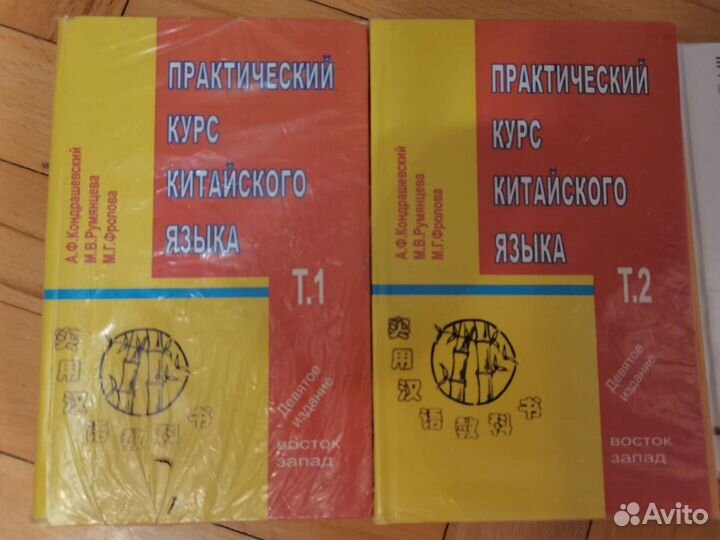 ПРАКТИЧЕСКИЙ
КУРС
КИТАЙСКОГО
ЯЗЫКА
Т.1
А.Ф.Кондрашевский
М.В.Румянцева
М.Г.Фролова
实用汉语教科书
Девятое
издание
ВОСТОК
ЗАПАД
ПРАКТИЧЕСКИЙ
КУРС
КИТАЙСКОГО
ЯЗЫКА
Т.2
А.Ф.Кондрашевский
М.В.Румянцева
М.Г.Фролова
实用汉语教科书
Девятое
издание
ВОСТОК
ЗАПАД
Avito